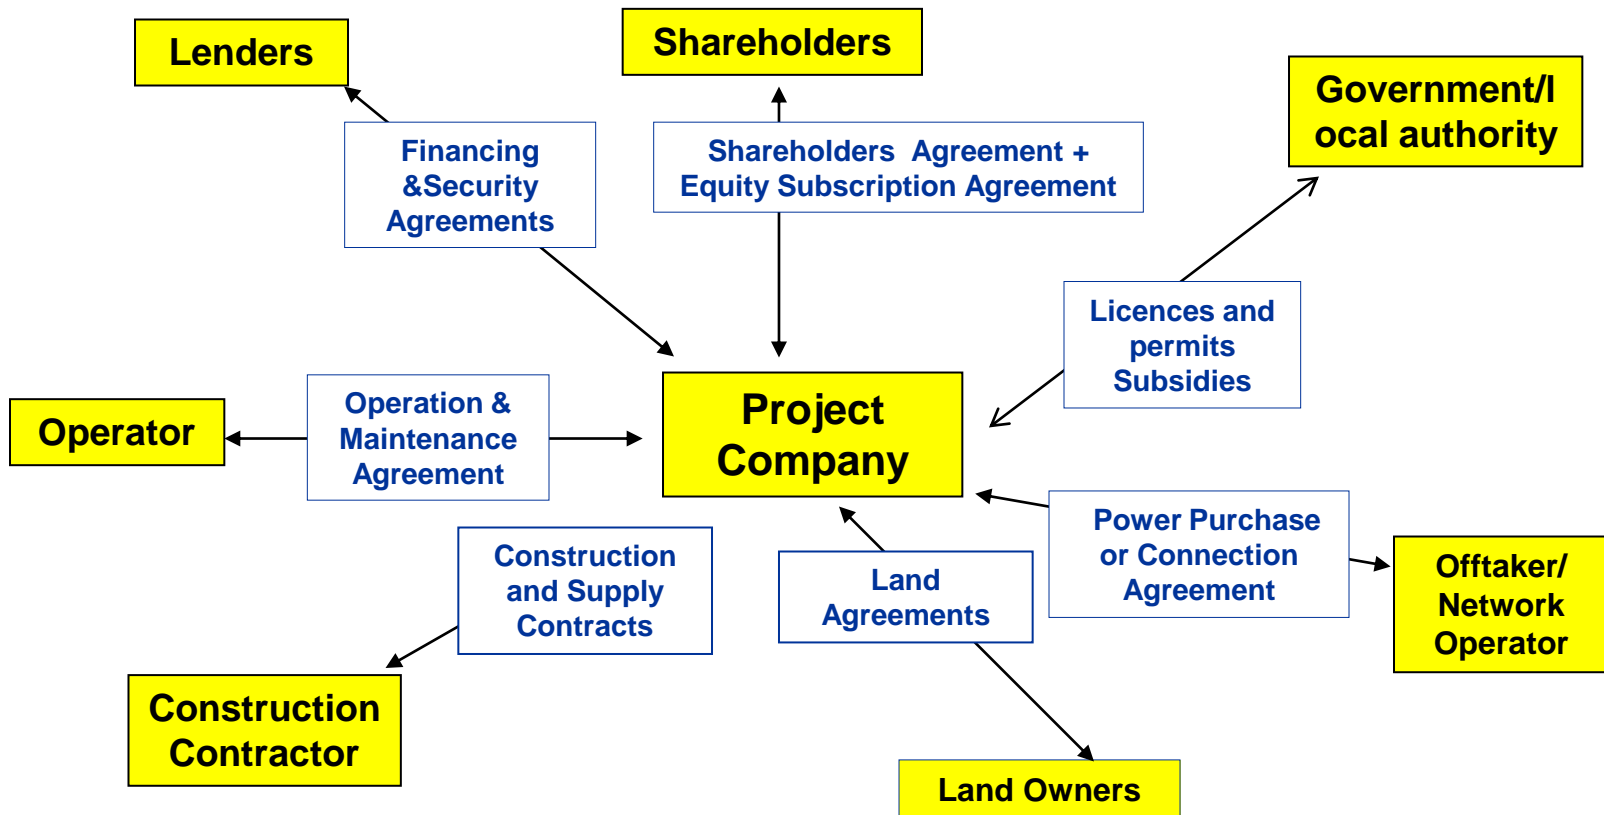 Lenders
Shareholders
Government/l
ocal authority
Financing
&Security
Agreements
Shareholders Agreement +
Equity Subscription Agreement
Licences and
permits
Subsidies
Operator
Operation &
Maintenance
Agreement
Project
Company
Construction
and Supply
Contracts
Land
Agreements
Power Purchase
or Connection
Agreement
Offtaker/
Network
Operator
Construction
Contractor
Land Owners